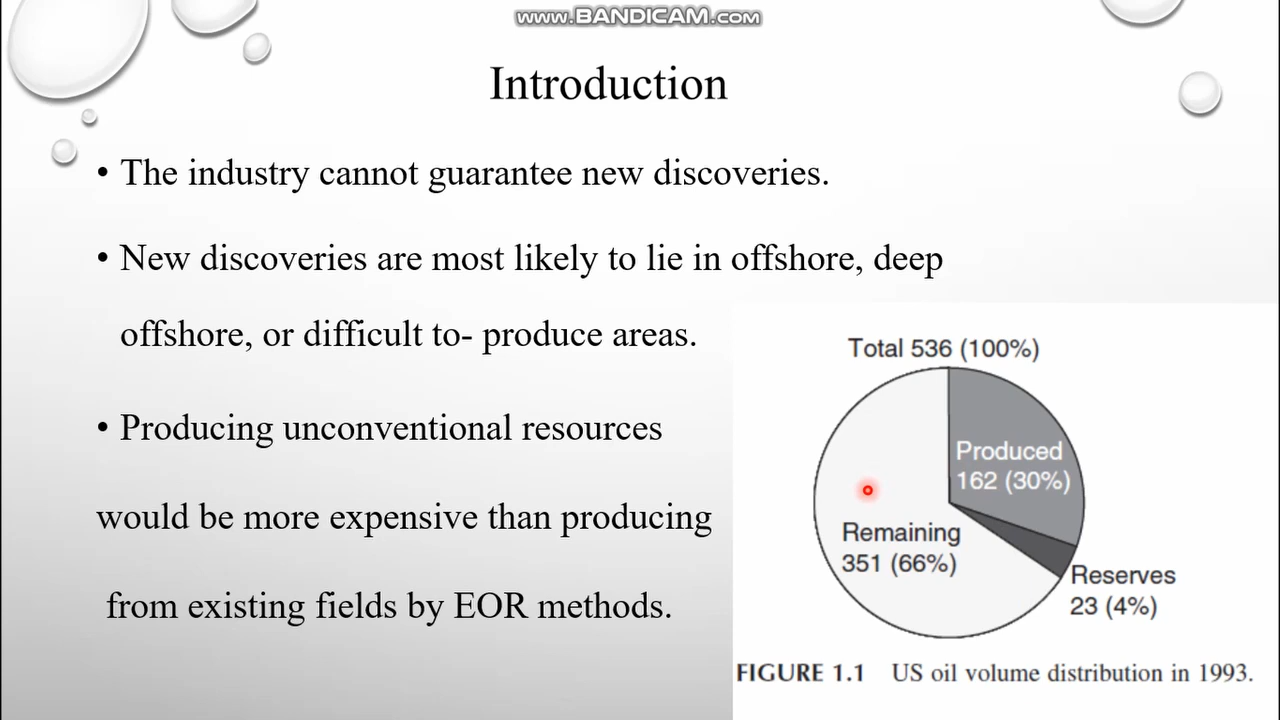 www.BANDICAM.com
Introduction
• The industry cannot guarantee new discoveries.
• New discoveries are most likely to lie in offshore, deep
offshore, or difficult to- produce areas.
• Producing unconventional resources
would be more expensive than producing
from existing fields by EOR methods.
Total 536 (100%)
Produced
162 (30%)
Remaining
351 (66%)
Reserves
23 (4%)
FIGURE 1.1 US oil volume distribution in 1993.